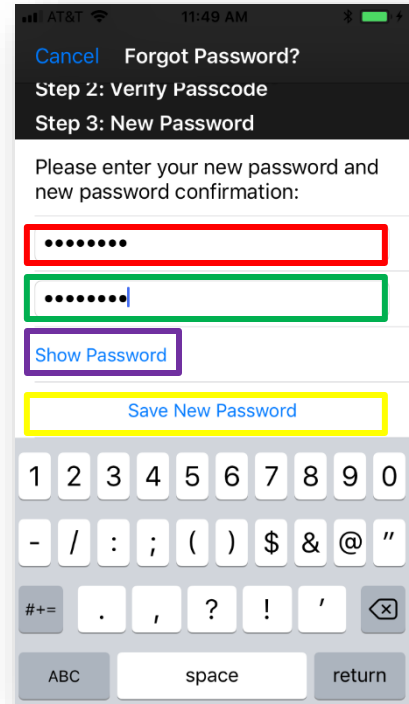 AT&T 11:49 AM
Cancel Forgot Password?
Step 2: Verify Passcode
Step 3: New Password
Please enter your new password and
new password confirmation:
••••••••
••••••••
Show Password
Save New Password
1 2 3 4 5 6 7 8 9 0
- / : ; ( ) $ & @ "
#+= . , ? ! '
ABC space return